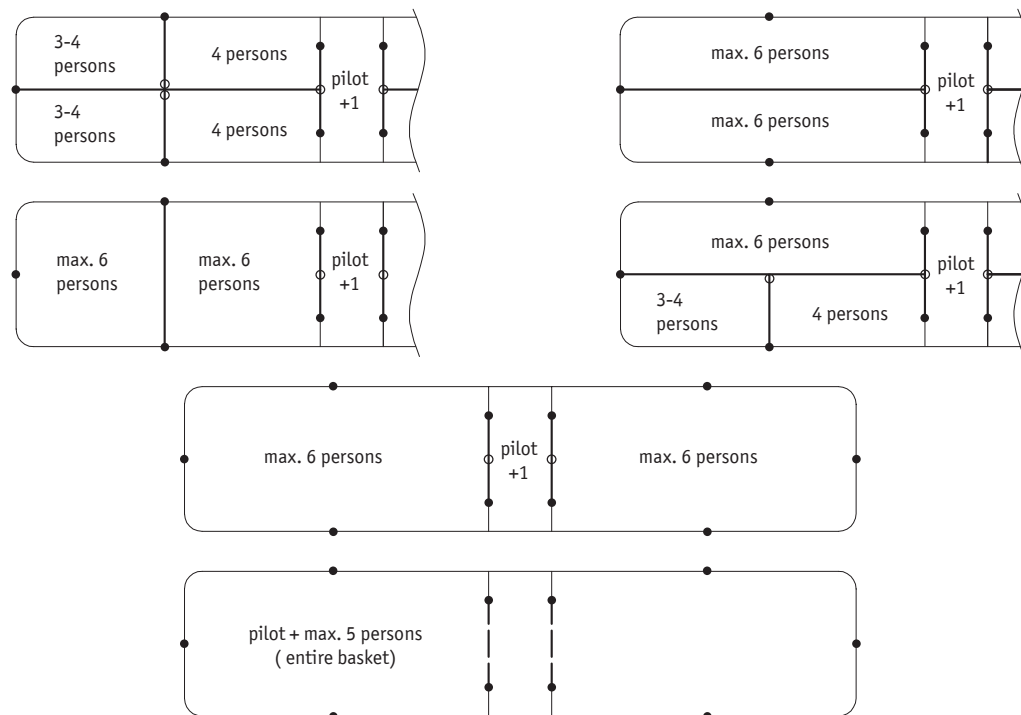 3-4
persons
4 persons
pilot
+1
3-4
persons
4 persons
max. 6 persons
pilot
+1
max. 6 persons
max. 6
persons
max. 6
persons
pilot
+1
max. 6 persons
pilot
+1
3-4
persons
4 persons
max. 6 persons
pilot
+1
max. 6 persons
pilot + max. 5 persons
( entire basket)